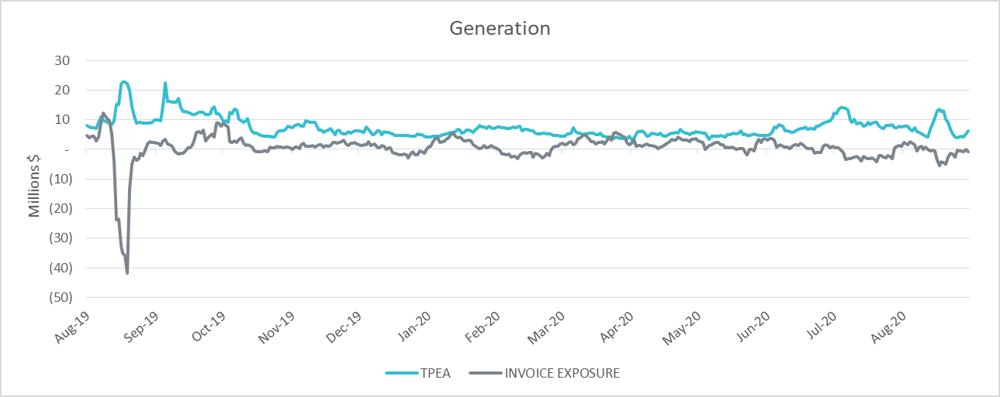 Generation
30
20
10
-
(10)
(20)
(30)
(40)
(50)
Millions $
Aug-19 Sep-19 Oct-19 Nov-19 Dec-19 Jan-20 Feb-20 Mar-20 Apr-20 May-20 Jun-20 Jul-20 Aug-20
TPEA INVOICE EXPOSURE